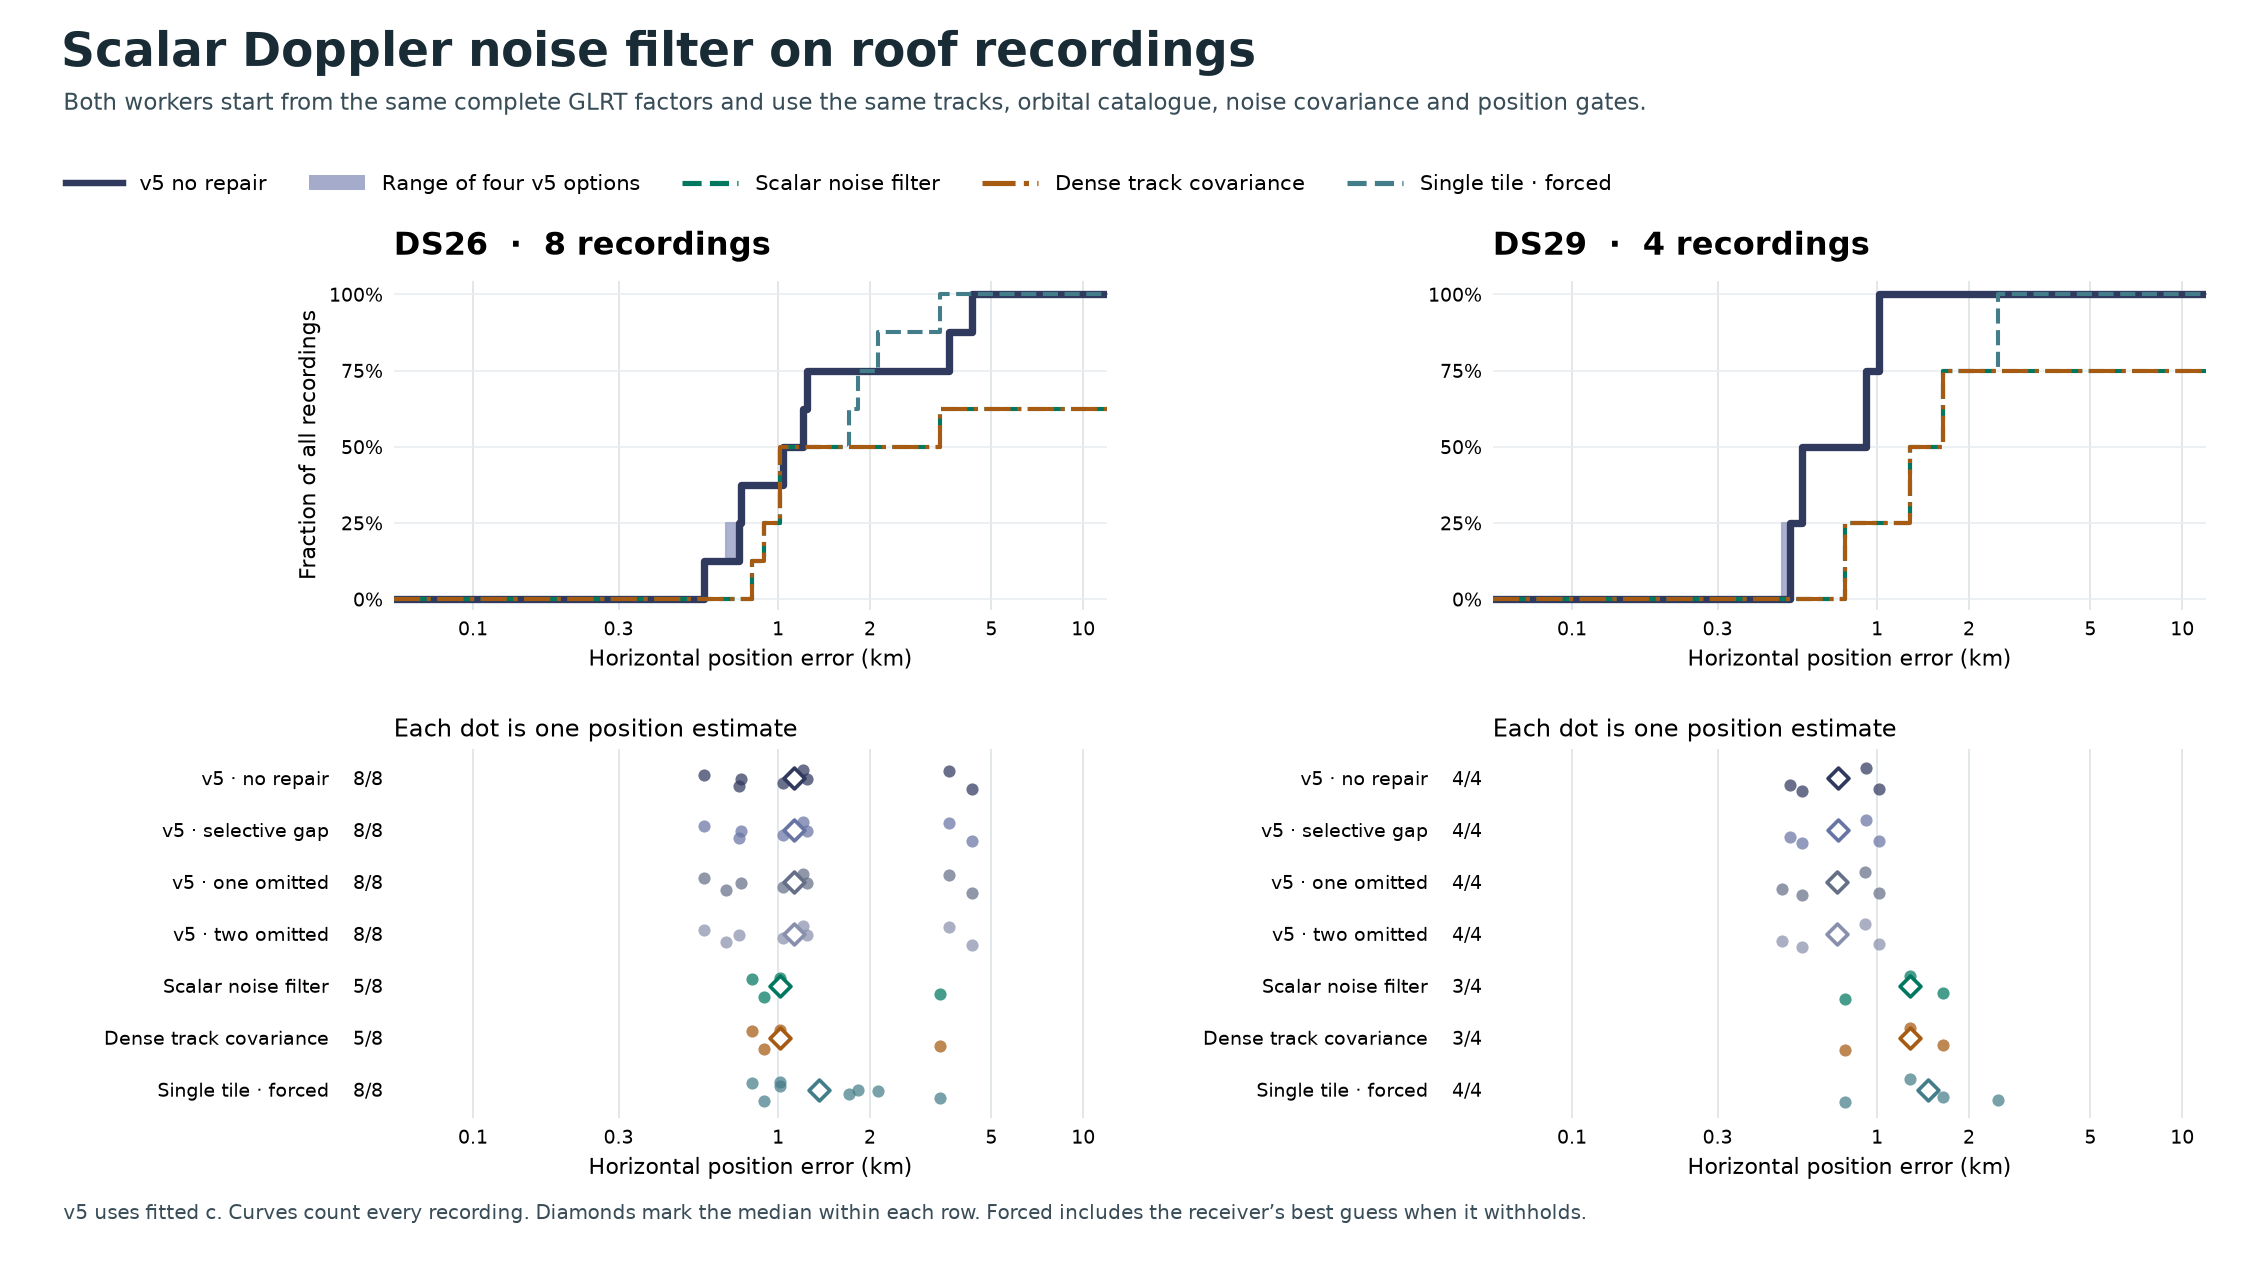 Scalar Doppler noise filter on roof recordings
Both workers start from the same complete GLRT factors and use the same tracks, orbital catalogue, noise covariance and position gates.
v5 no repair
Range of four v5 options
Scalar noise filter
Dense track covariance
Single tile · forced
DS26 · 8 recordings
Fraction of all recordings
100%
75%
50%
25%
0%
0.1 0.3 1 2 5 10
Horizontal position error (km)
DS29 · 4 recordings
100%
75%
50%
25%
0%
0.1 0.3 1 2 5 10
Horizontal position error (km)
Each dot is one position estimate
v5 · no repair 8/8
v5 · selective gap 8/8
v5 · one omitted 8/8
v5 · two omitted 8/8
Scalar noise filter 5/8
Dense track covariance 5/8
Single tile · forced 8/8
0.1 0.3 1 2 5 10
Horizontal position error (km)
Each dot is one position estimate
v5 · no repair 4/4
v5 · selective gap 4/4
v5 · one omitted 4/4
v5 · two omitted 4/4
Scalar noise filter 3/4
Dense track covariance 3/4
Single tile · forced 4/4
0.1 0.3 1 2 5 10
Horizontal position error (km)
v5 uses fitted c. Curves count every recording. Diamonds mark the median within each row. Forced includes the receiver’s best guess when it withholds.